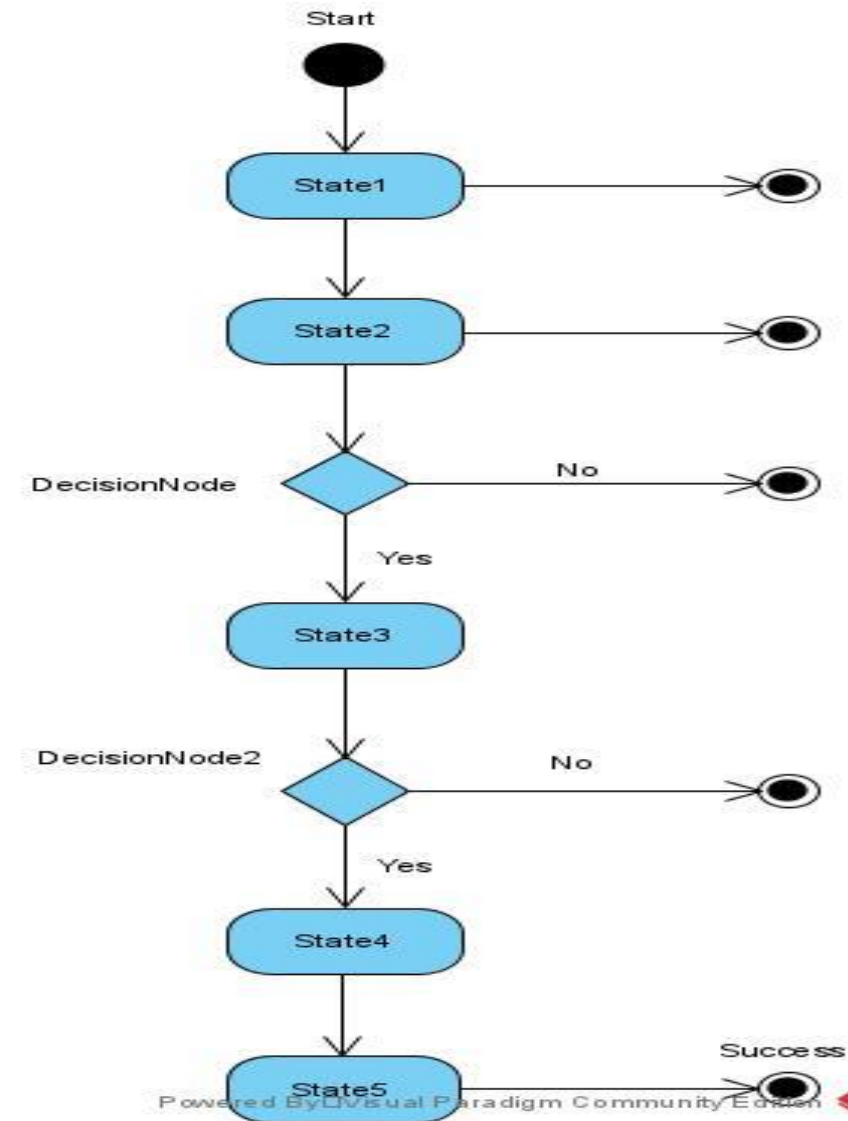 Start
State1
State2
DecisionNode
No
Yes
State3
DecisionNode2
No
Yes
State4
Success
State5
Powered By□Visual Paradigm Community Edition